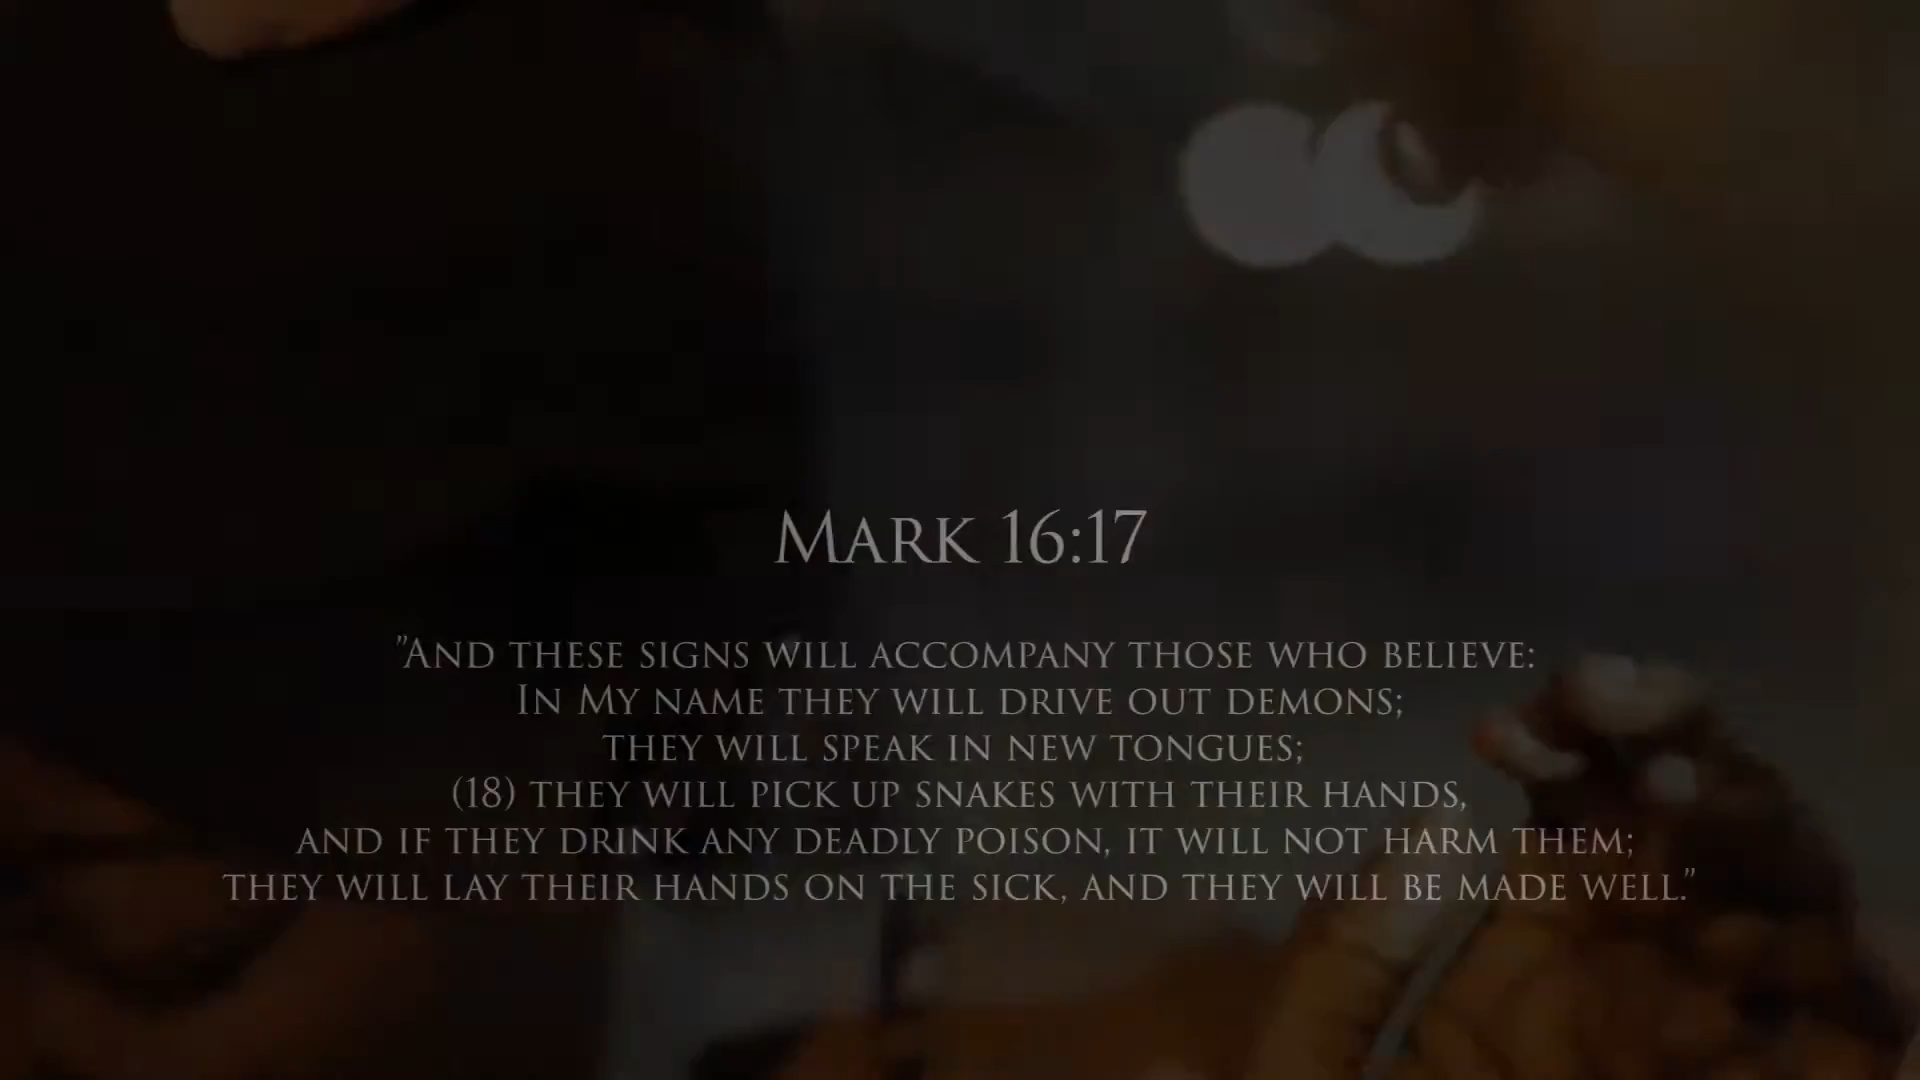 Mark 16:17
"And these signs will accompany those who believe:
In My name they will drive out demons;
they will speak in new tongues;
(18) they will pick up snakes with their hands,
and if they drink any deadly poison, it will not harm them;
they will lay their hands on the sick, and they will be made well."